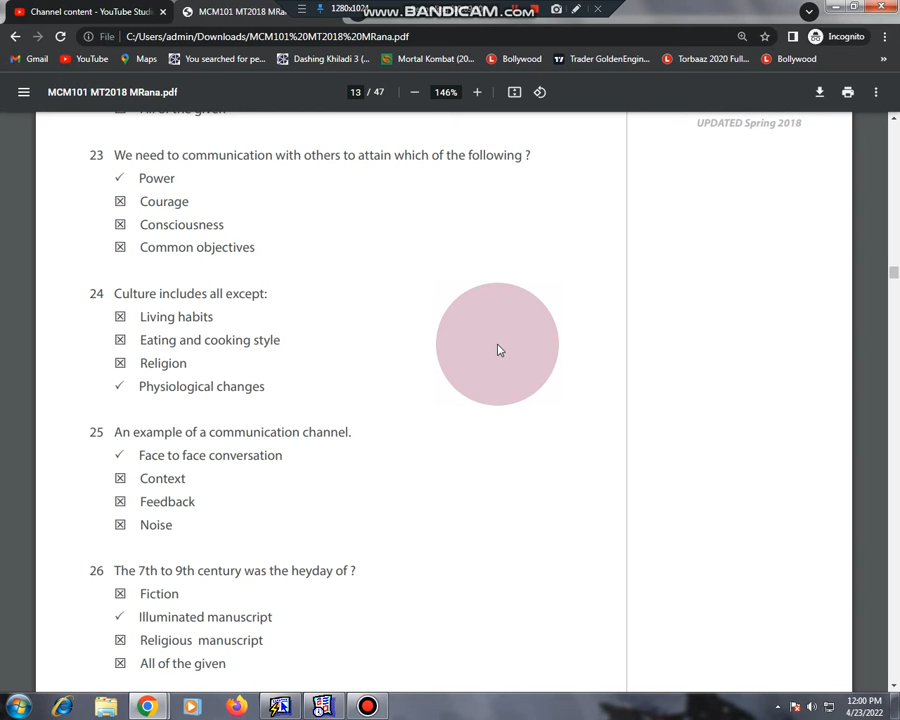 Channel content - YouTube Studi
MCM101 MT2018 MRana
1280x1024
www.BANDICAM.com
File
C:/Users/admin/Downloads/MCM101%20MT2018%20MRana.pdf
Incognito
Gmail
YouTube
Maps
You searched for pe...
Dashing Khiladi 3 (...
Mortal Kombat (20...
Bollywood
Trader GoldenEngin...
Torbaaz 2020 Full...
Bollywood
MCM101 MT2018 MRana.pdf
13 / 47
146%
UPDATED Spring 2018
23 We need to communication with others to attain which of the following ?
✓ Power
☒ Courage
☒ Consciousness
☒ Common objectives
24 Culture includes all except:
☒ Living habits
☒ Eating and cooking style
☒ Religion
✓ Physiological changes
25 An example of a communication channel.
✓ Face to face conversation
☒ Context
☒ Feedback
☒ Noise
26 The 7th to 9th century was the heyday of ?
☒ Fiction
✓ Illuminated manuscript
☒ Religious manuscript
☒ All of the given
12:00 PM
4/23/2022